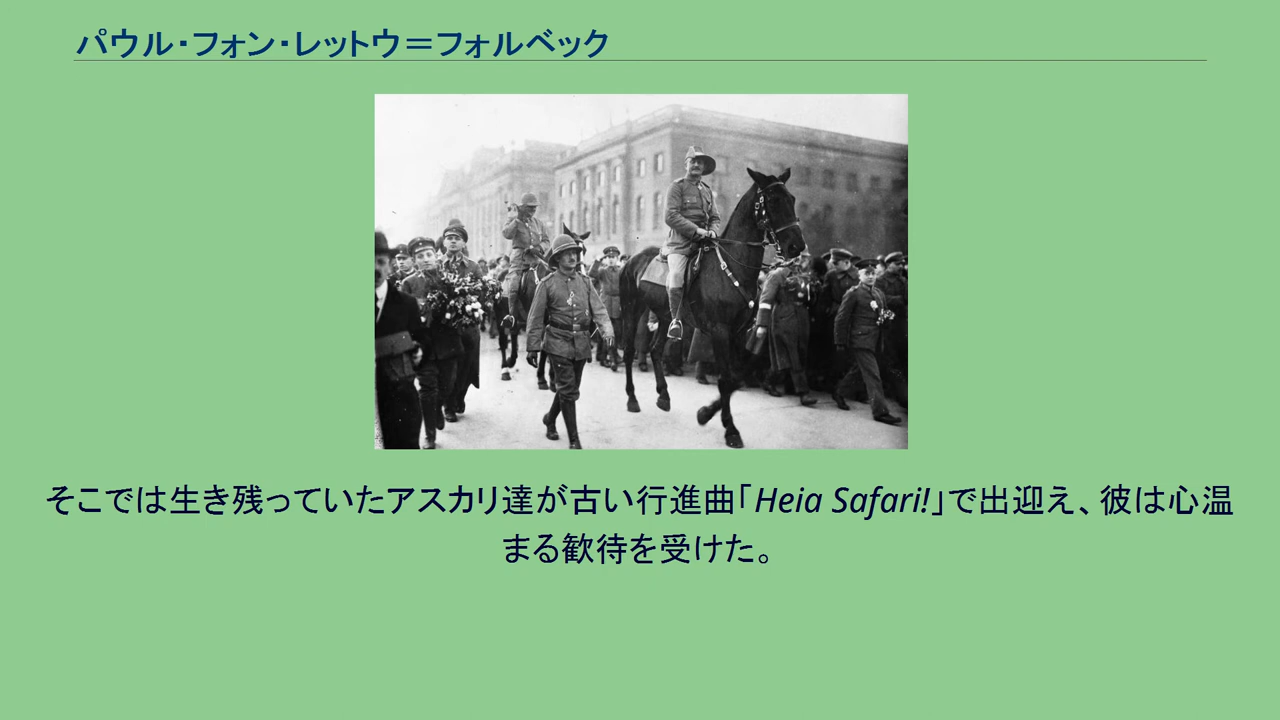 パウル・フォン・レットウ＝フォルベック
そこでは生き残っていたアスカリ達が古い行進曲「Heia Safari!」で出迎え、彼は心温
まる歓待を受けた。